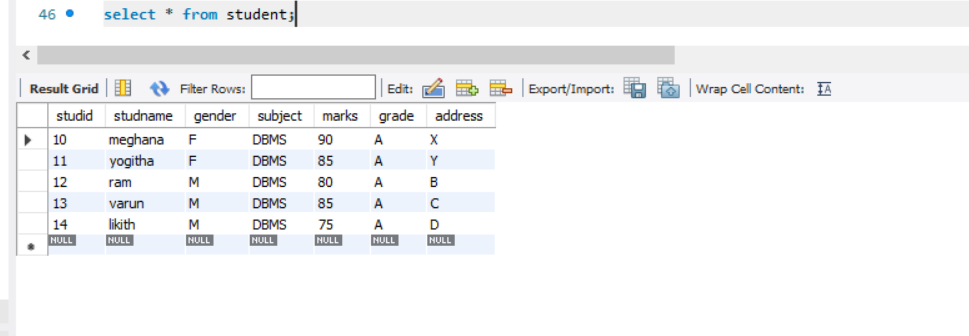 46 select * from student;
Result Grid Filter Rows: Edit: Export/Import: Wrap Cell Content: IA
studid studname gender subject marks grade address
10 meghana F DBMS 90 A X
11 yogitha F DBMS 85 A Y
12 ram M DBMS 80 A B
13 varun M DBMS 85 A C
14 likith M DBMS 75 A D
NULL NULL NULL NULL NULL NULL NULL